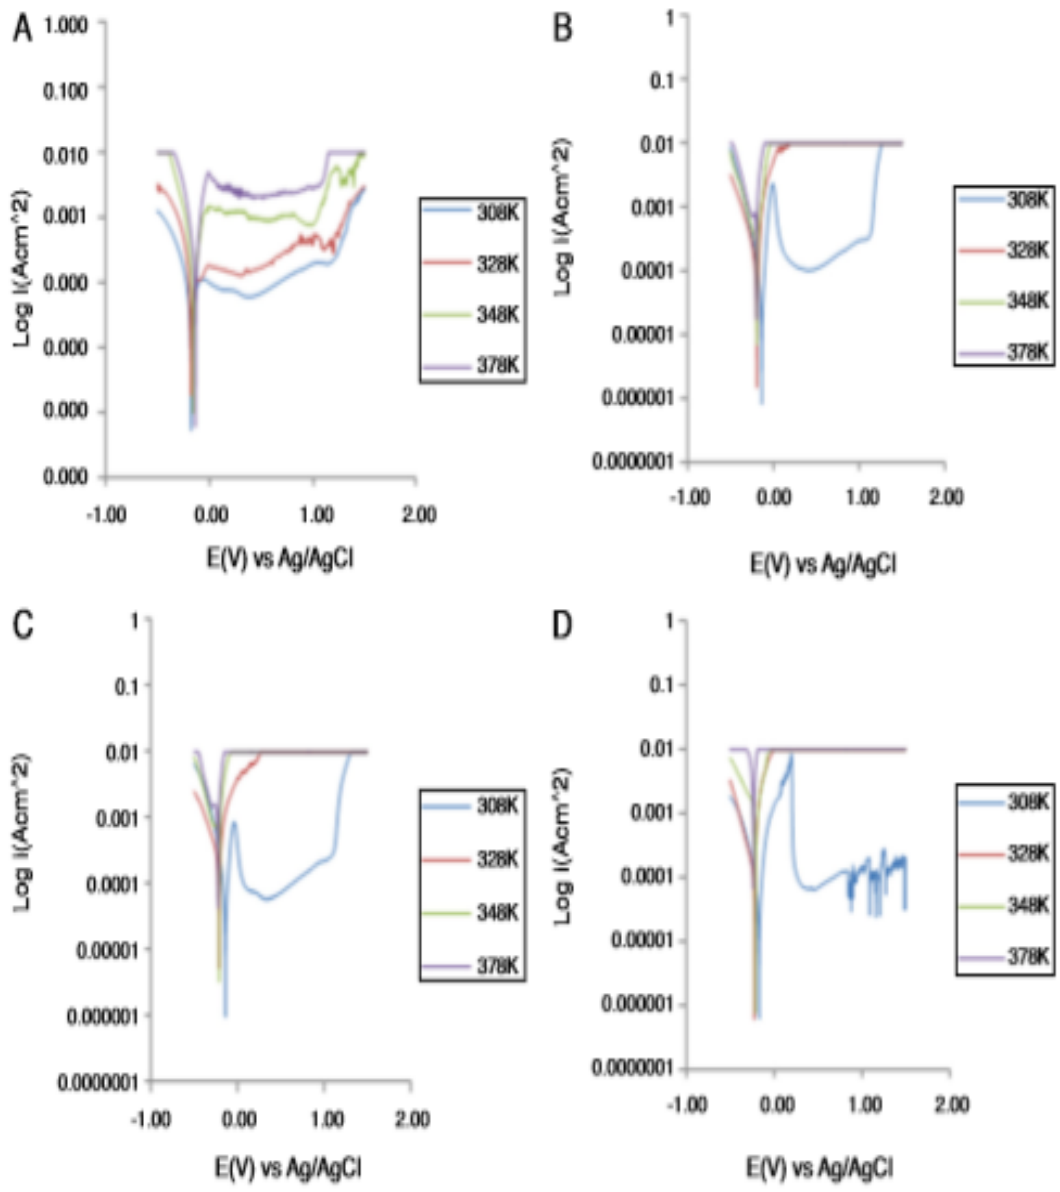 A
1.000
0.100
0.010
0.001
0.000
0.000
0.000
0.000
-1.00 0.00 1.00 2.00
Log I(Acm^2)
E(V) vs Ag/AgCl
308K
328K
348K
378K
B
1
0.1
0.01
0.001
0.0001
0.00001
0.000001
0.0000001
-1.00 0.00 1.00 2.00
Log I(Acm^2)
E(V) vs Ag/AgCl
308K
328K
348K
378K
C
1
0.1
0.01
0.001
0.0001
0.00001
0.000001
0.0000001
-1.00 0.00 1.00 2.00
Log I(Acm^2)
E(V) vs Ag/AgCl
308K
328K
348K
378K
D
1
0.1
0.01
0.001
0.0001
0.00001
0.000001
0.0000001
-1.00 0.00 1.00 2.00
Log I(Acm^2)
E(V) vs Ag/AgCl
308K
328K
348K
378K